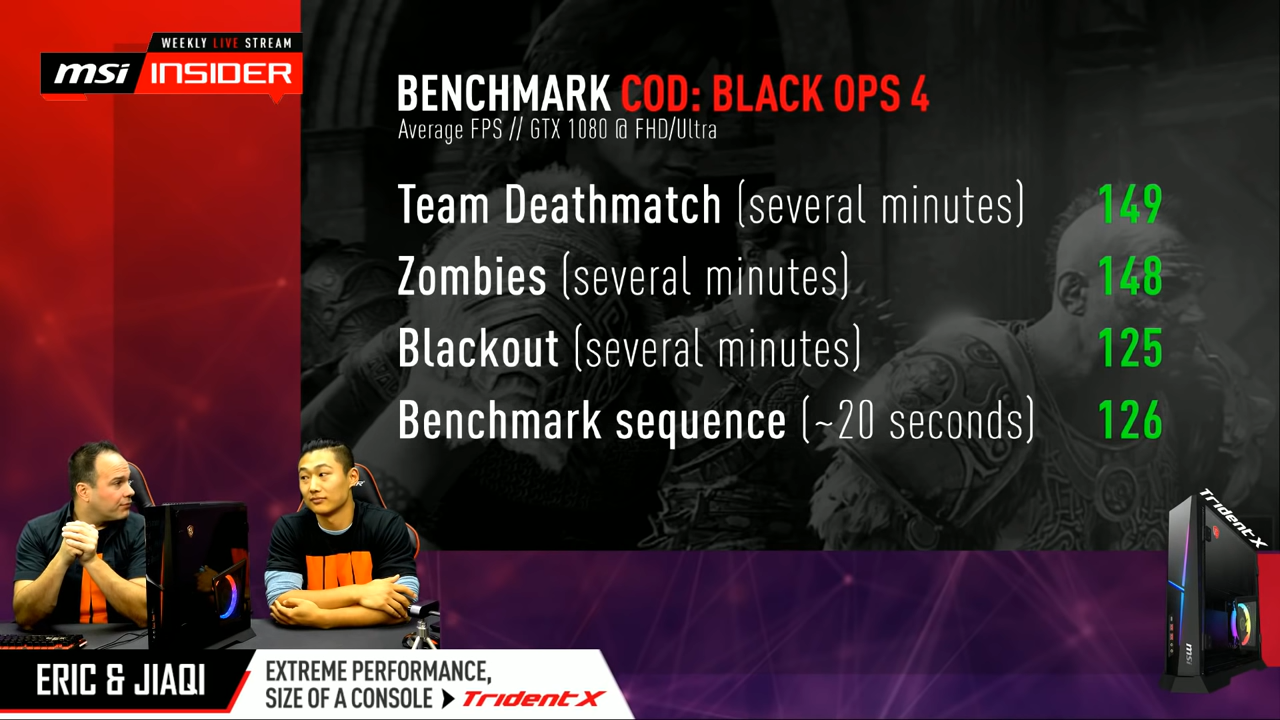 WEEKLY LIVE STREAM
msi INSIDER
BENCHMARK COD: BLACK OPS 4
Average FPS // GTX 1080 @ FHD/Ultra
Team Deathmatch (several minutes) 149
Zombies (several minutes) 148
Blackout (several minutes) 125
Benchmark sequence (~20 seconds) 126
Trident X
msi
ERIC & JIAQI
EXTREME PERFORMANCE,
SIZE OF A CONSOLE Trident X